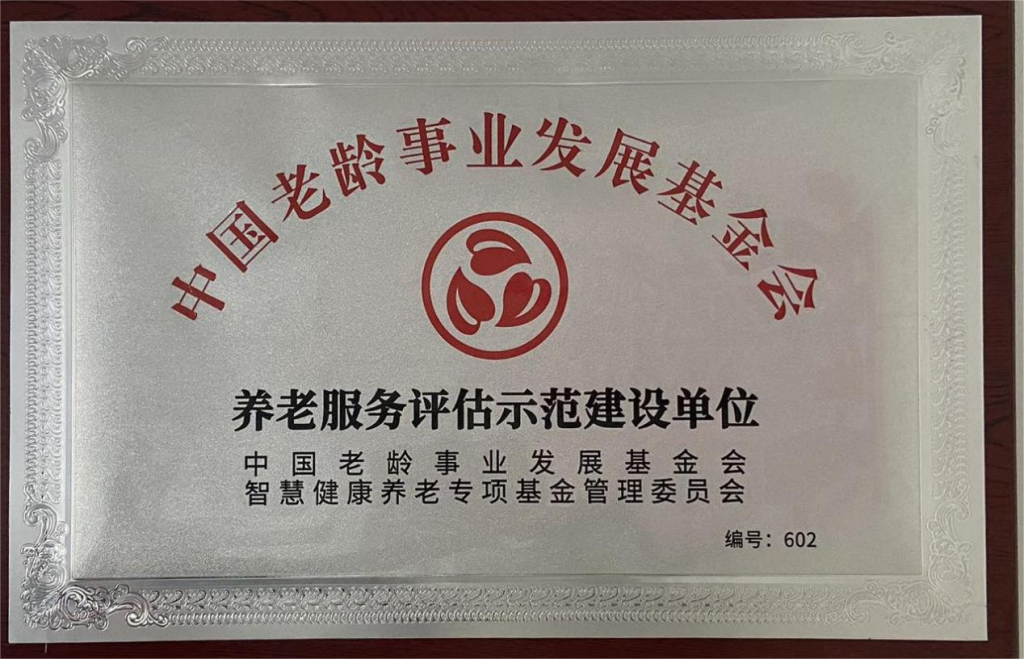 中国老龄事业发展基金会
养老服务评估示范建设单位
中国老龄事业发展基金会
智慧健康养老专项基金管理委员会
编号：602